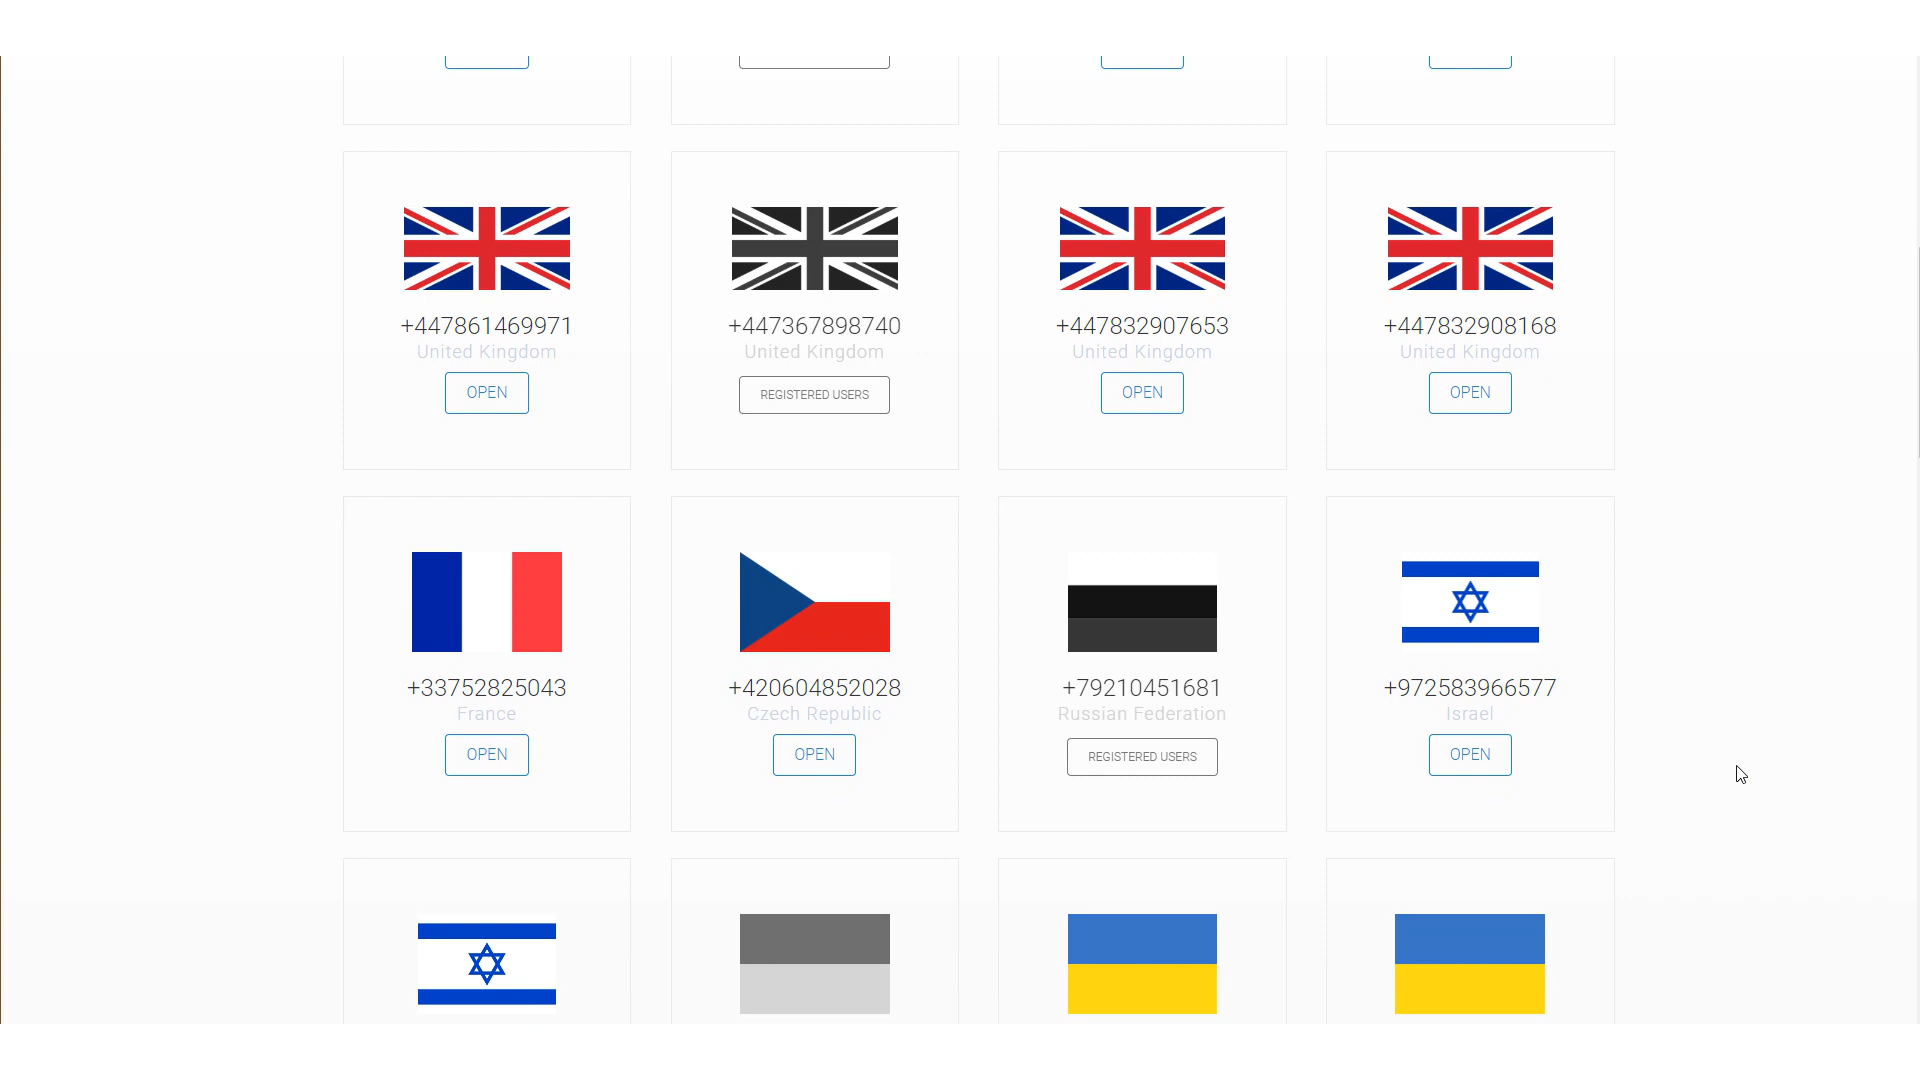 +447861469971
United Kingdom
OPEN
+447367898740
United Kingdom
REGISTERED USERS
+447832907653
United Kingdom
OPEN
+447832908168
United Kingdom
OPEN
+33752825043
France
OPEN
+420604852028
Czech Republic
OPEN
+79210451681
Russian Federation
REGISTERED USERS
+972583966577
Israel
OPEN